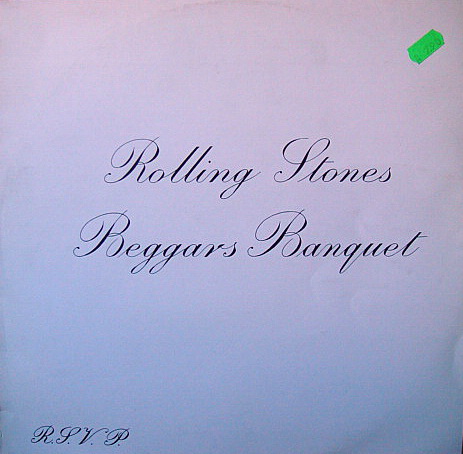 Rolling Stones
Beggars Banquet
R.S.V.P.